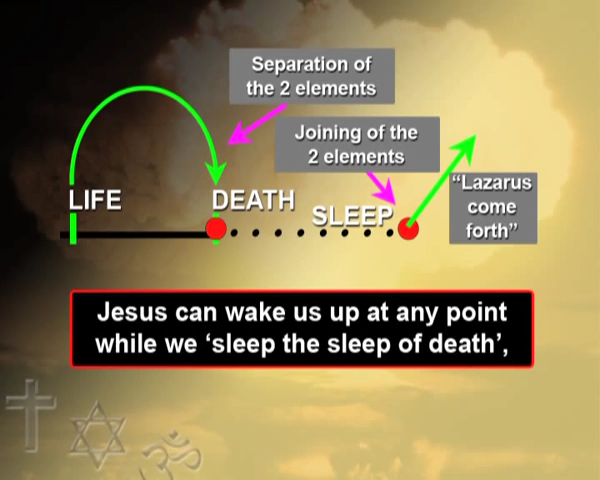 Separation of
the 2 elements
Joining of the
2 elements
LIFE
DEATH
SLEEP
“Lazarus
come
forth”
Jesus can wake us up at any point
while we ‘sleep the sleep of death’,
ॐ